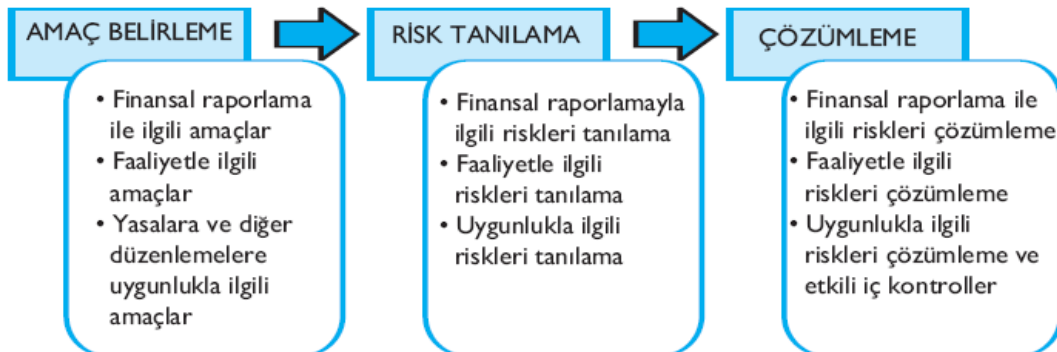 AMAÇ BELİRLEME
• Finansal raporlama
ile ilgili amaçlar
• Faaliyetle ilgili
amaçlar
• Yasalara ve diğer
düzenlemelere
uygunlukla ilgili
amaçlar
RİSK TANILAMA
• Finansal raporlamayla
ilgili riskleri tanılama
• Faaliyetle ilgili
riskleri tanılama
• Uygunlukla ilgili
riskleri tanılama
ÇÖZÜMLEME
• Finansal raporlama ile
ilgili riskleri çözümleme
• Faaliyetle ilgili
riskleri çözümleme
• Uygunlukla ilgili
riskleri çözümleme ve
etkili iç kontroller